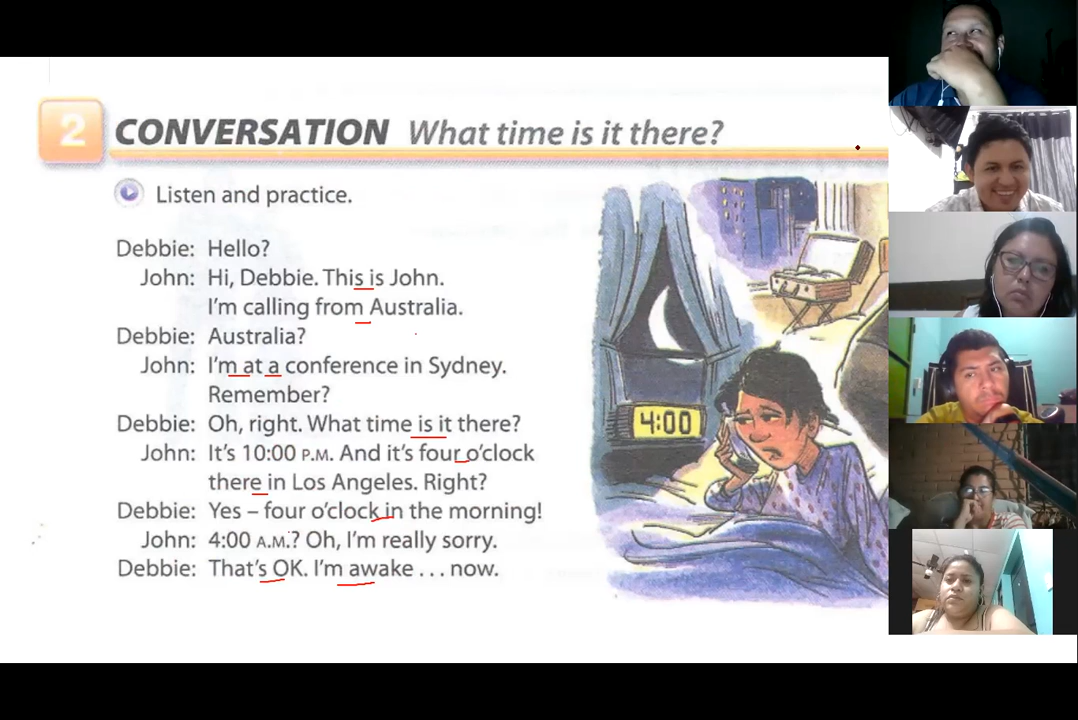 2 CONVERSATION What time is it there?
Listen and practice.
Debbie: Hello?
John: Hi, Debbie. This is John.
I'm calling from Australia.
Debbie: Australia?
John: I'm at a conference in Sydney.
Remember?
Debbie: Oh, right. What time is it there?
John: It's 10:00 P.M. And it's four o'clock
there in Los Angeles. Right?
Debbie: Yes – four o'clock in the morning!
John: 4:00 A.M.? Oh, I'm really sorry.
Debbie: That's OK. I'm awake . . . now.
4:00